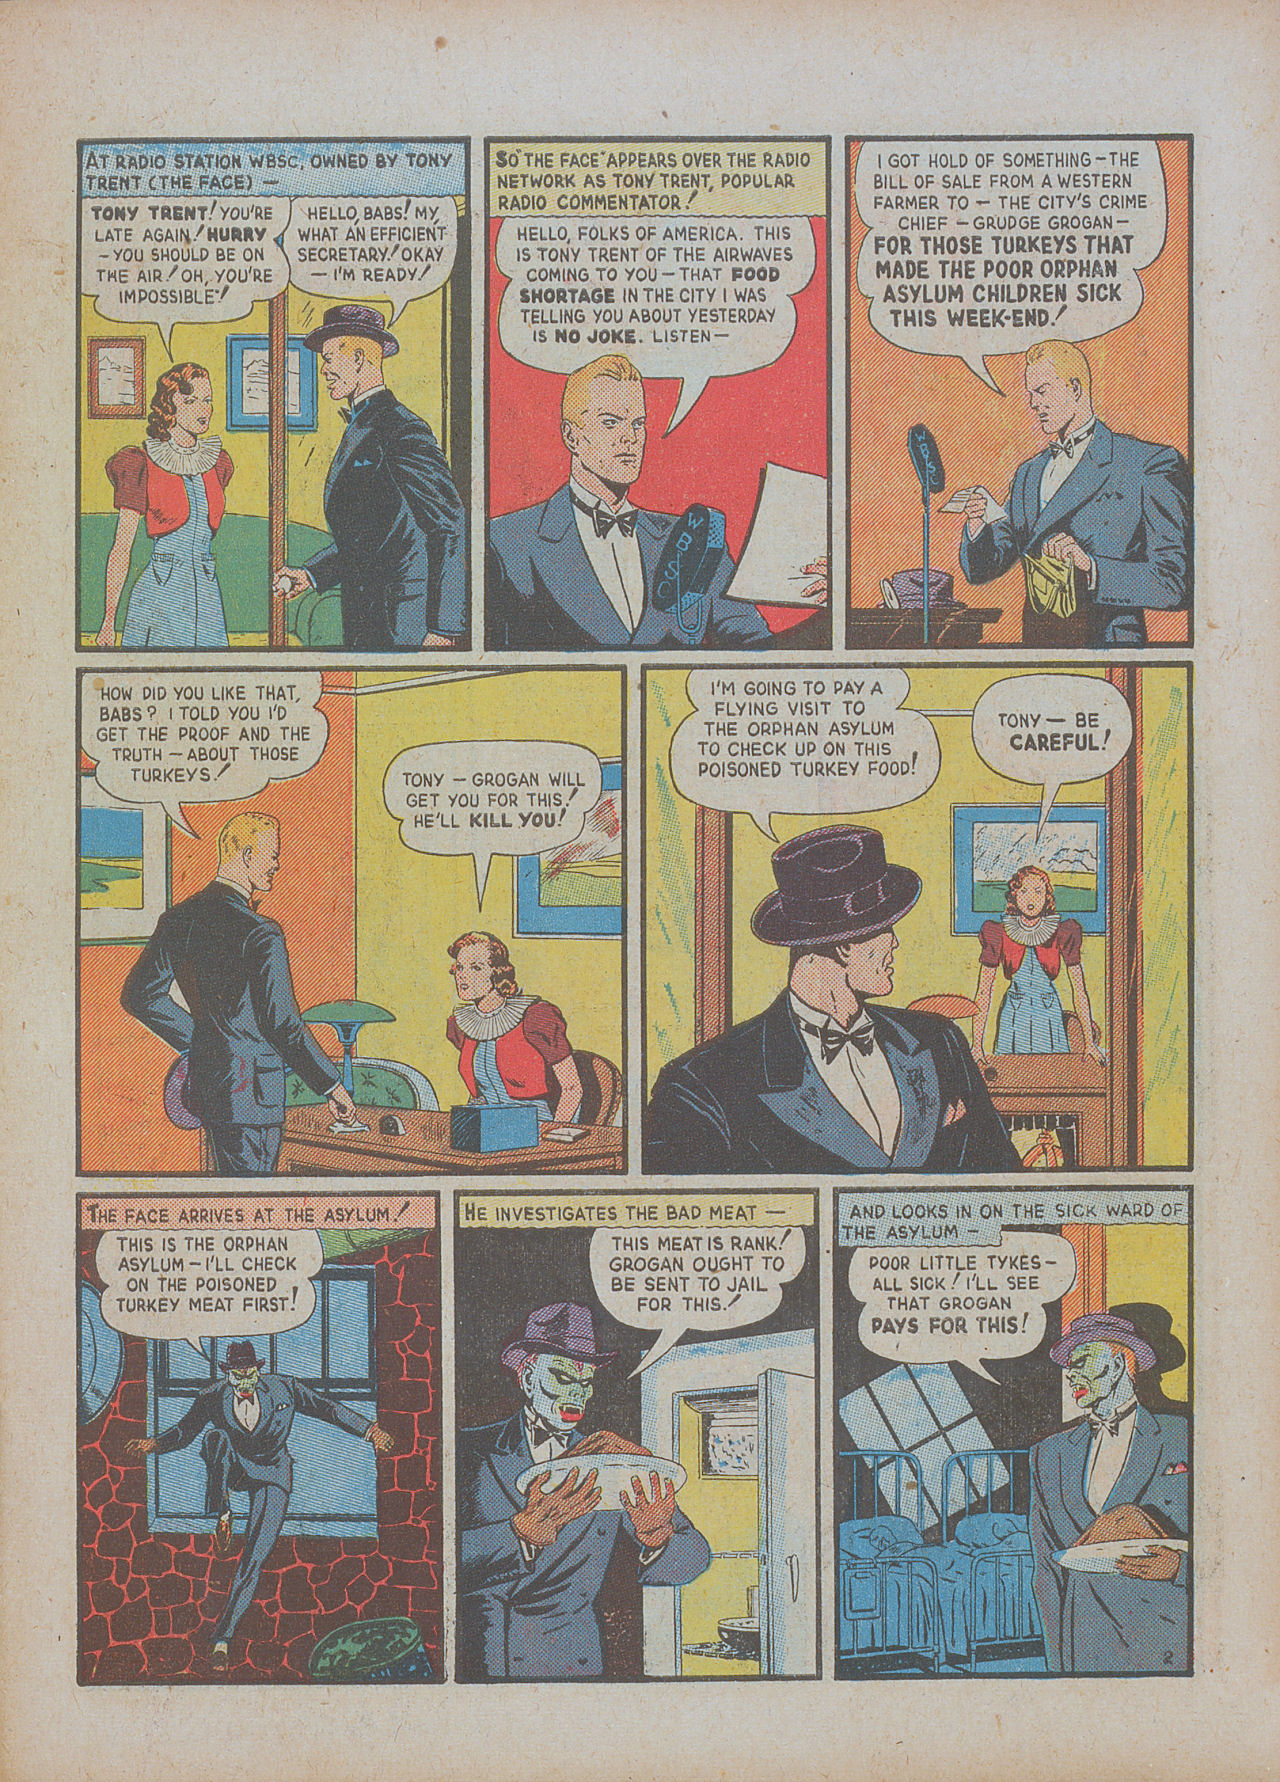 AT RADIO STATION WBSC, OWNED BY TONY
TRENT (THE FACE) —
TONY TRENT! YOU'RE
LATE AGAIN! HURRY
– YOU SHOULD BE ON
THE AIR! OH, YOU'RE
IMPOSSIBLE!
HELLO, BABS! MY,
WHAT AN EFFICIENT
SECRETARY! OKAY
— I'M READY!
SO "THE FACE" APPEARS OVER THE RADIO
NETWORK AS TONY TRENT, POPULAR
RADIO COMMENTATOR!
HELLO, FOLKS OF AMERICA. THIS
IS TONY TRENT OF THE AIRWAVES
COMING TO YOU — THAT FOOD
SHORTAGE IN THE CITY I WAS
TELLING YOU ABOUT YESTERDAY
IS NO JOKE. LISTEN —
WBSC
I GOT HOLD OF SOMETHING — THE
BILL OF SALE FROM A WESTERN
FARMER TO — THE CITY'S CRIME
CHIEF — GRUDGE GROGAN —
FOR THOSE TURKEYS THAT
MADE THE POOR ORPHAN
ASYLUM CHILDREN SICK
THIS WEEK-END!
WBSC
HOW DID YOU LIKE THAT,
BABS? I TOLD YOU I'D
GET THE PROOF AND THE
TRUTH — ABOUT THOSE
TURKEYS!
TONY — GROGAN WILL
GET YOU FOR THIS!
HE'LL KILL YOU!
I'M GOING TO PAY A
FLYING VISIT TO
THE ORPHAN ASYLUM
TO CHECK UP ON THIS
POISONED TURKEY FOOD!
TONY — BE
CAREFUL!
THE FACE ARRIVES AT THE ASYLUM!
THIS IS THE ORPHAN
ASYLUM — I'LL CHECK
ON THE POISONED
TURKEY MEAT FIRST!
HE INVESTIGATES THE BAD MEAT —
THIS MEAT IS RANK!
GROGAN OUGHT TO
BE SENT TO JAIL
FOR THIS!
AND LOOKS IN ON THE SICK WARD OF
THE ASYLUM —
POOR LITTLE TYKES —
ALL SICK! I'LL SEE
THAT GROGAN
PAYS FOR THIS!
2